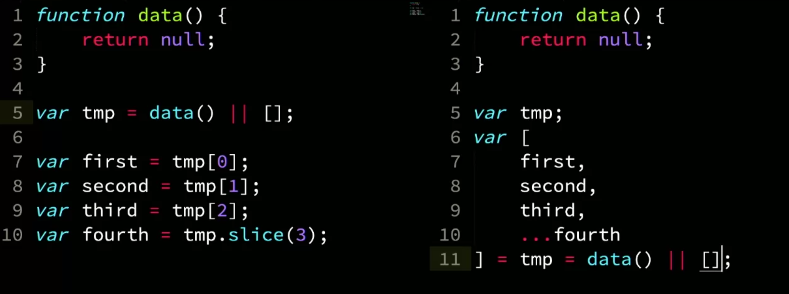 1 function data() {
2     return null;
3 }
4
5 var tmp = data() || [];
6
7 var first = tmp[0];
8 var second = tmp[1];
9 var third = tmp[2];
10 var fourth = tmp.slice(3);
1 function data() {
2     return null;
3 }
4
5 var tmp;
6 var [
7     first,
8     second,
9     third,
10     ...fourth
11 ] = tmp = data() || [];